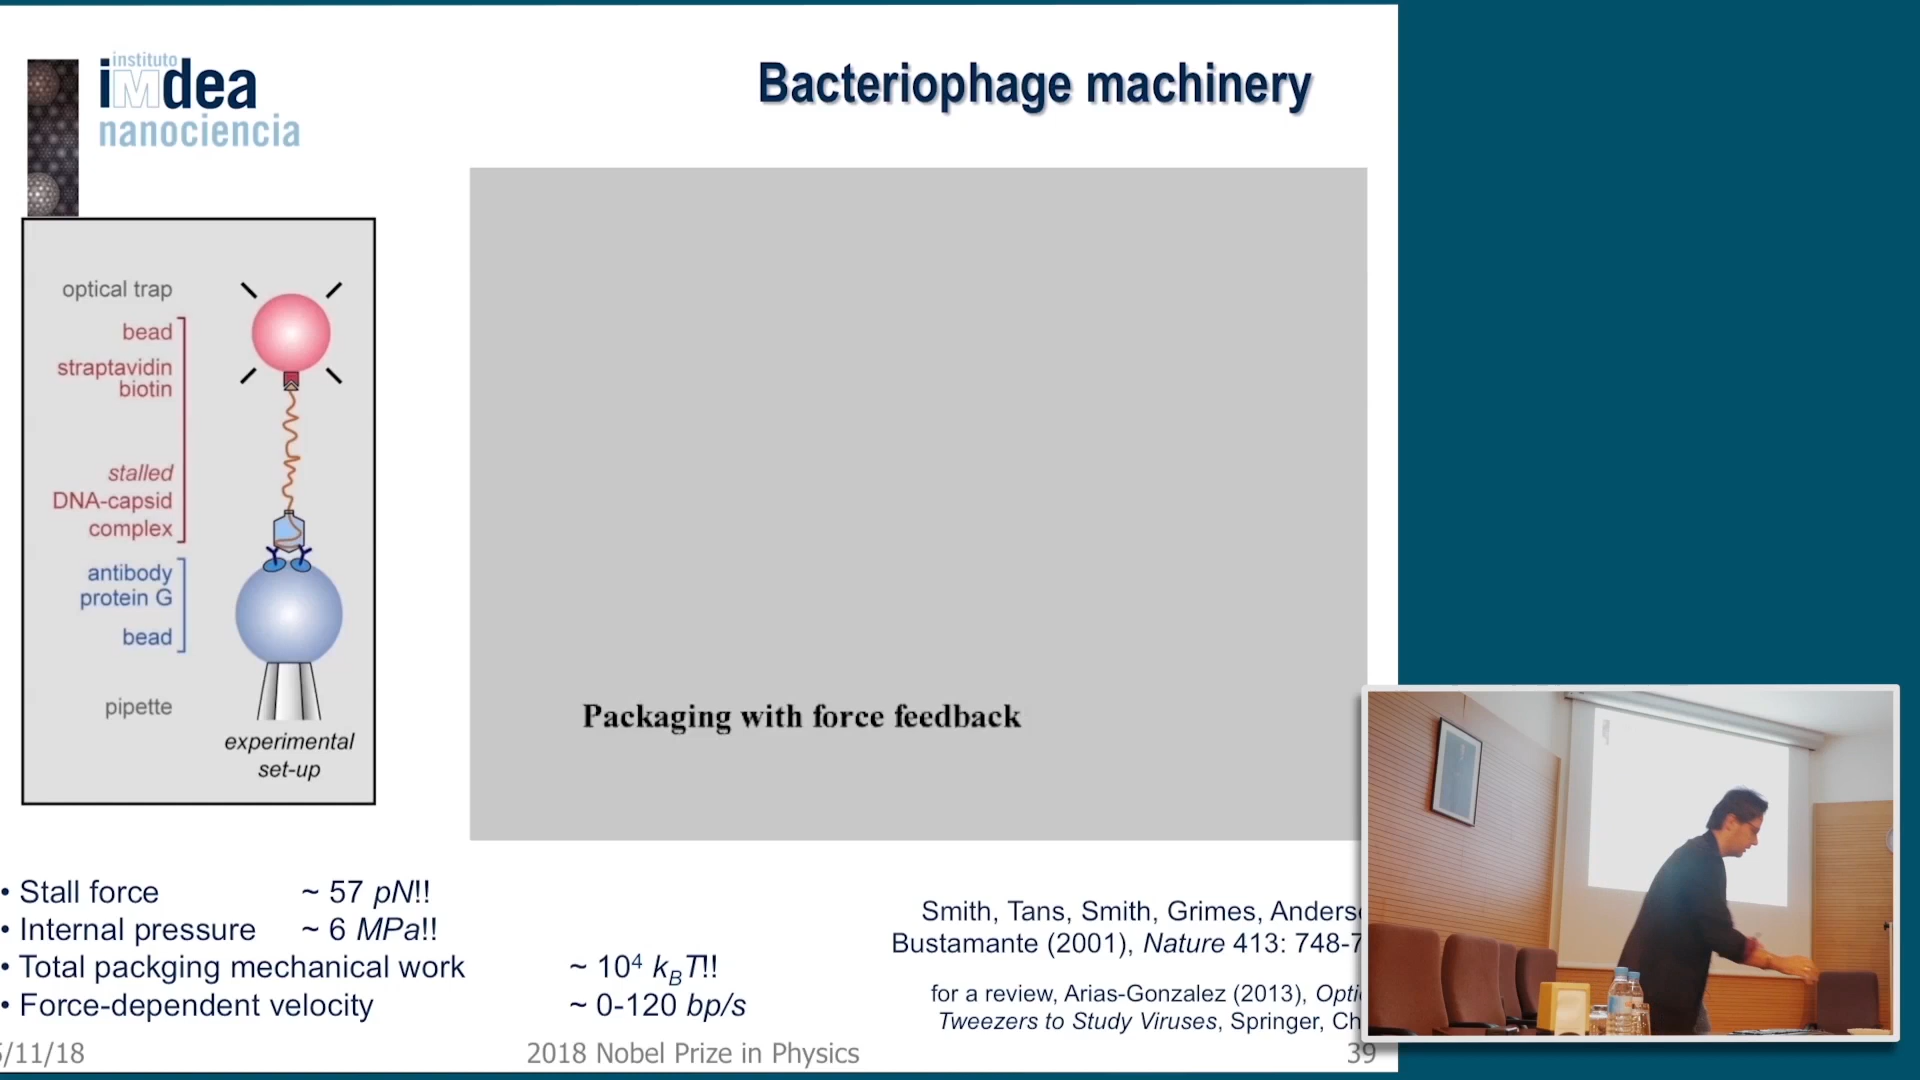 instituto
iMdea
nanociencia
Bacteriophage machinery
optical trap
bead
straptavidin
biotin
stalled
DNA-capsid
complex
antibody
protein G
bead
pipette
experimental
set-up
Packaging with force feedback
• Stall force ~ 57 pN!!
• Internal pressure ~ 6 MPa!!
• Total packging mechanical work ~ 10⁴ k_BT!!
• Force-dependent velocity ~ 0-120 bp/s
Smith, Tans, Smith, Grimes, Anders
Bustamante (2001), Nature 413: 748-7
for a review, Arias-Gonzalez (2013), Opti
Tweezers to Study Viruses, Springer, Ch
/11/18
2018 Nobel Prize in Physics
39